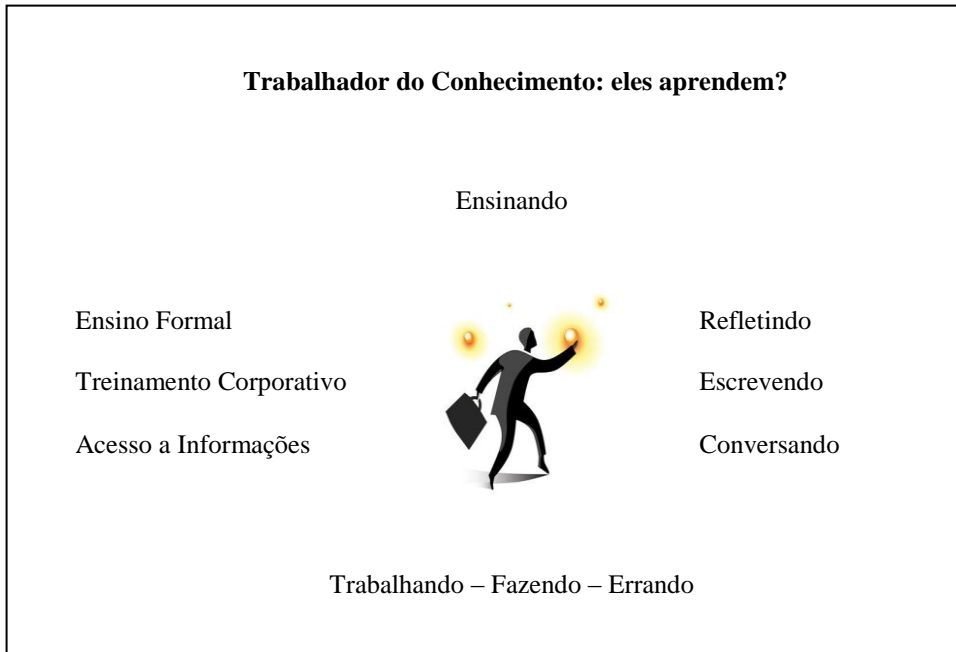 Trabalhador do Conhecimento: eles aprendem?
Ensinando
Ensino Formal
Refletindo
Treinamento Corporativo
Escrevendo
Acesso a Informações
Conversando
Trabalhando – Fazendo – Errando